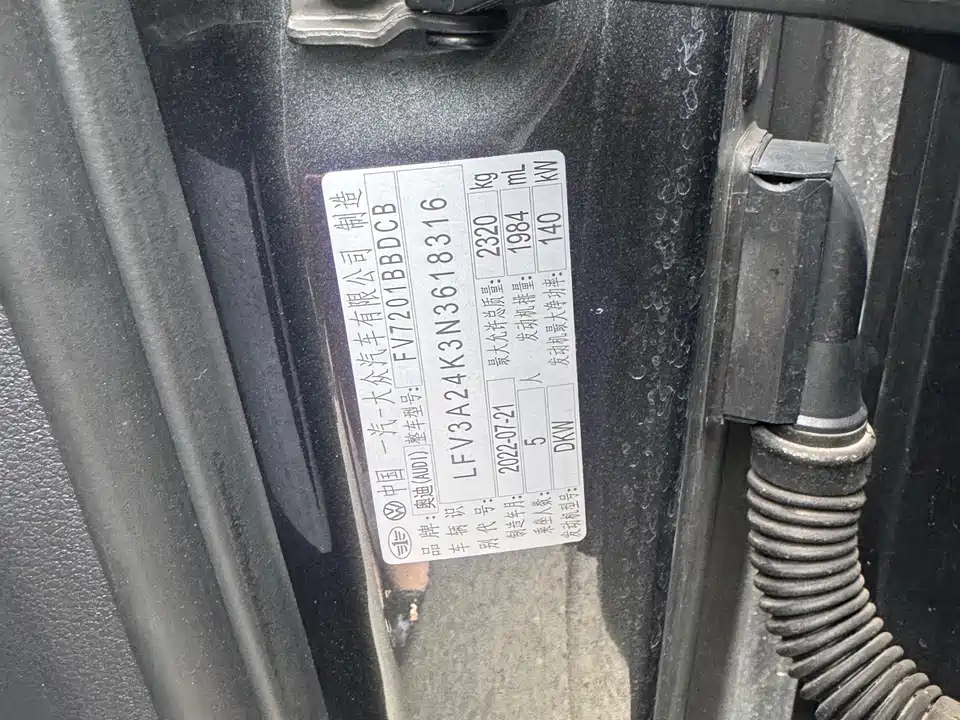 中国 一汽-大众汽车有限公司 制造
品牌: 奥迪(AUDI) 整车型号: FV7201BBDCB
车辆识别代号: LFV3A24K3N3618316
制造年月: 2022-07-21 最大允许总质量: 2320 kg
乘坐人数: 5 人 发动机排量: 1984 mL
发动机型号: DKW 发动机最大净功率: 140 kW